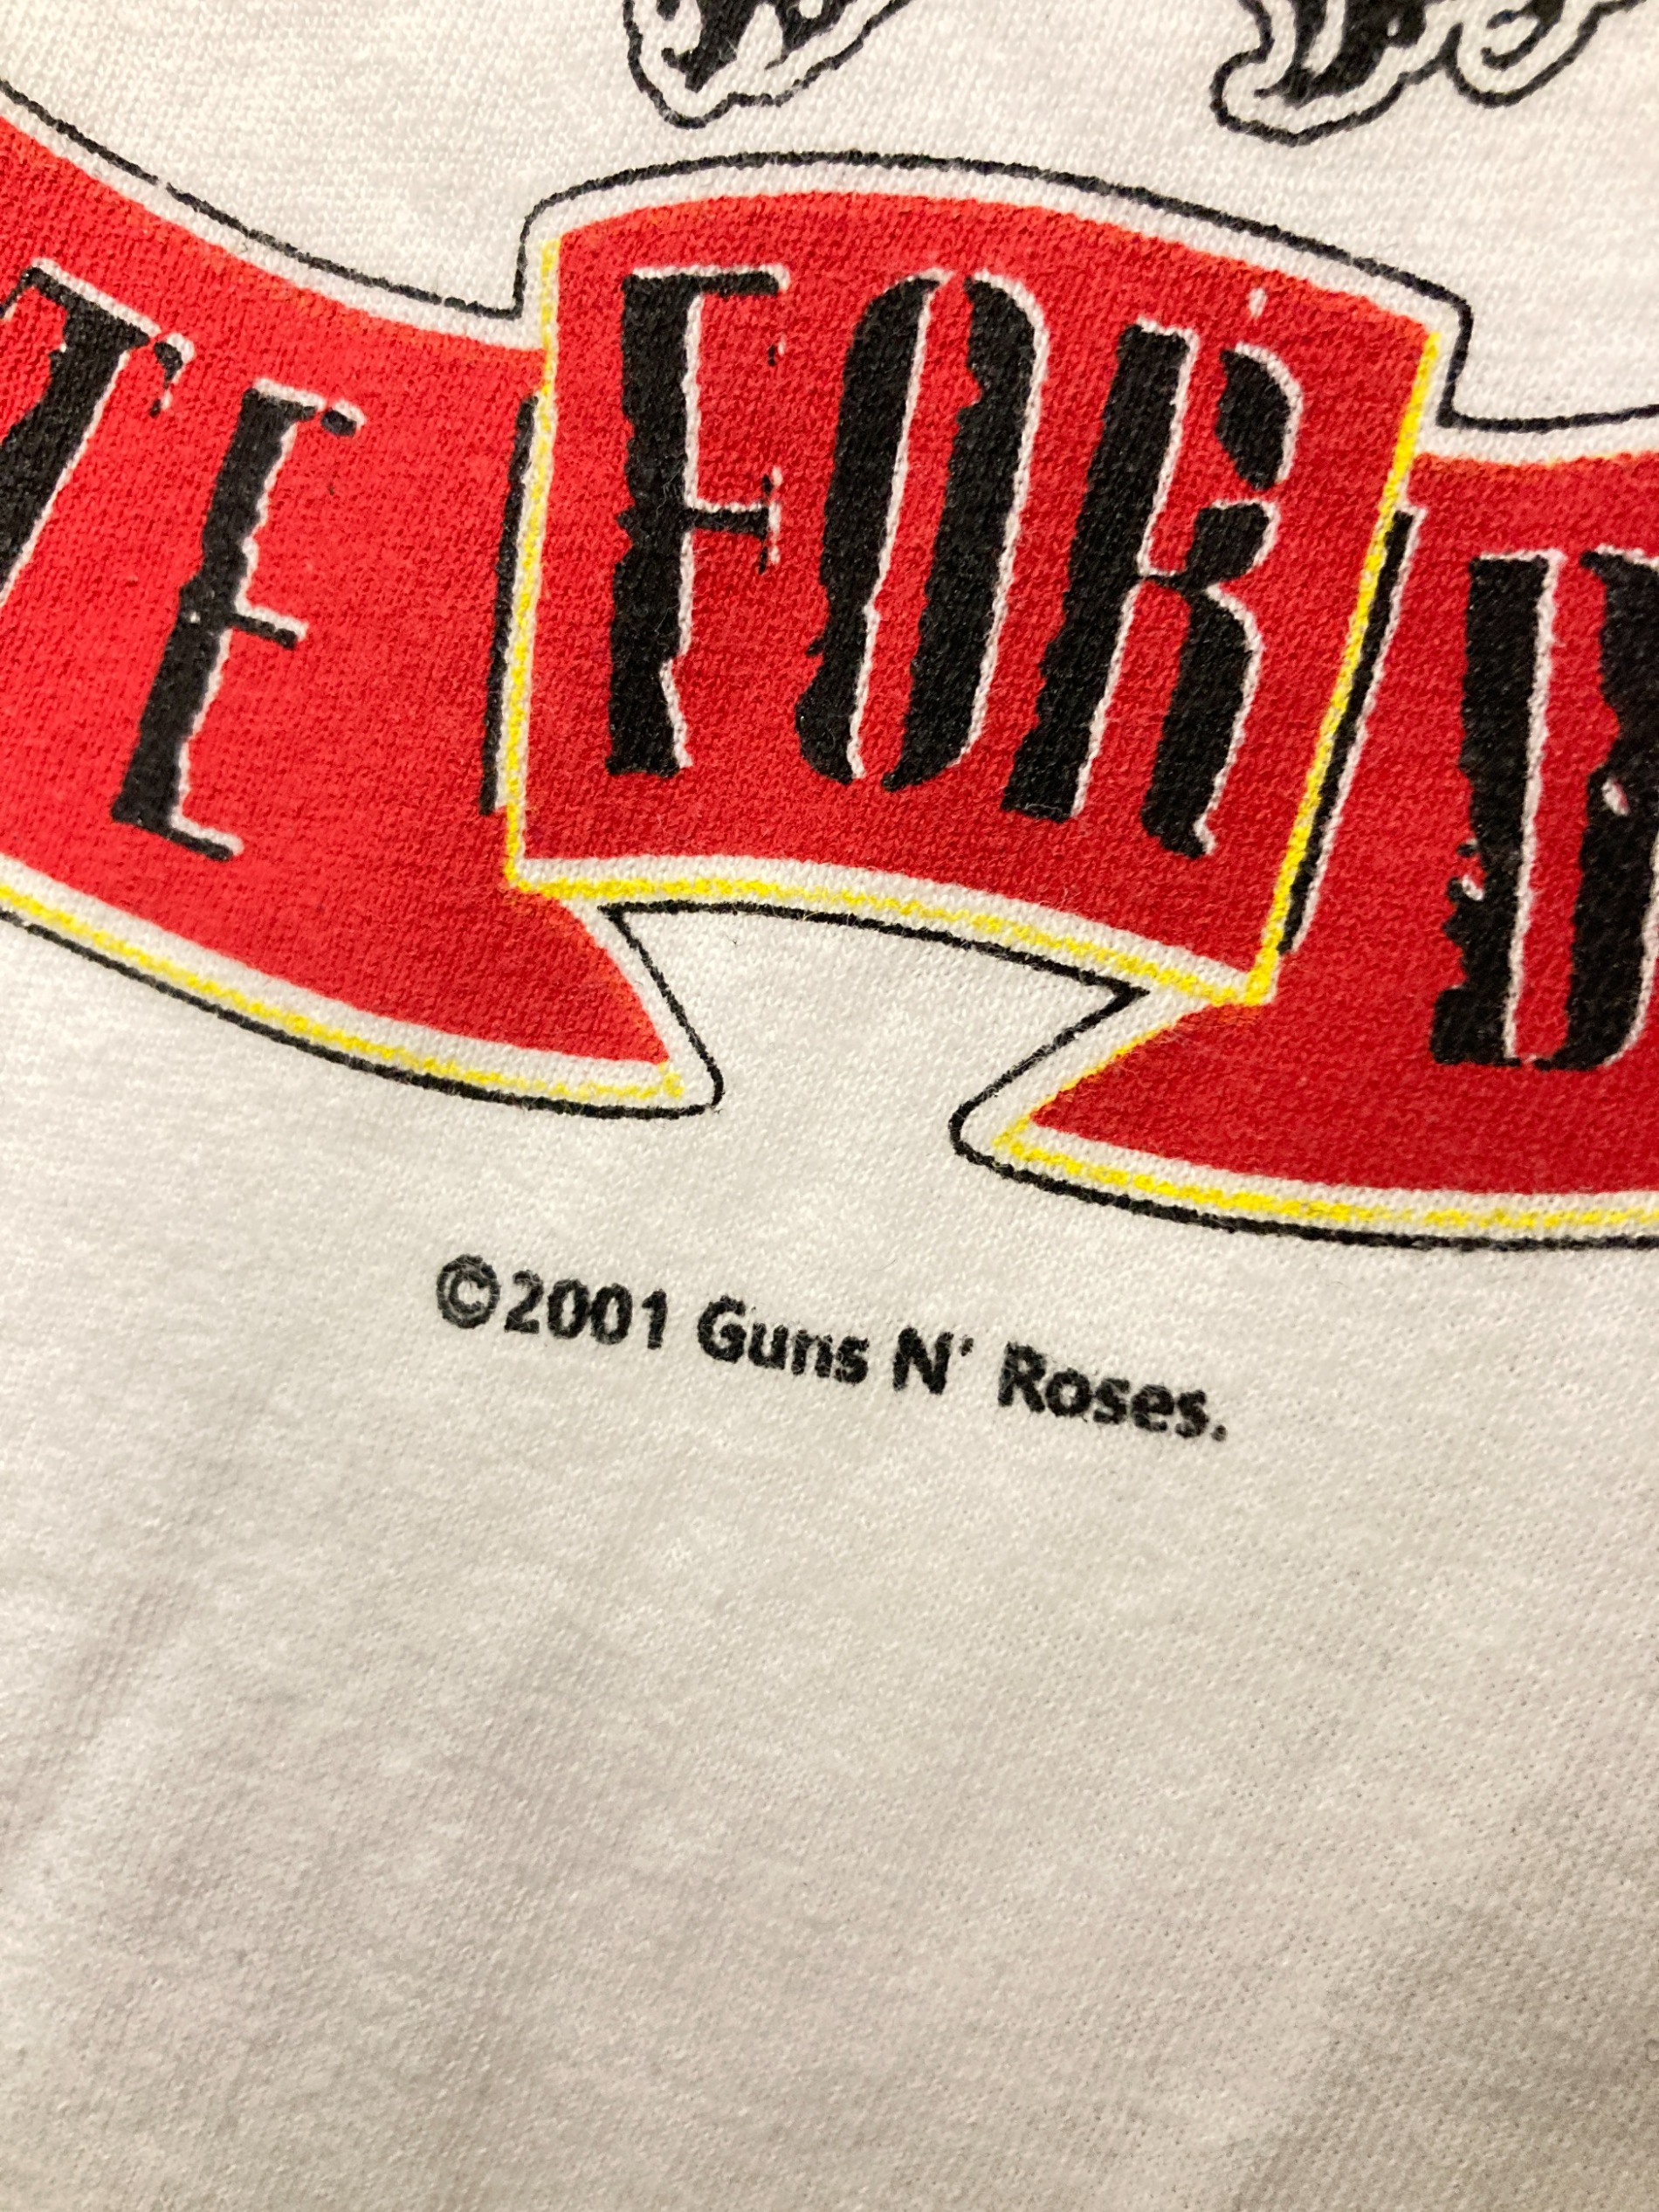 FOR
©2001 Guns N' Roses.